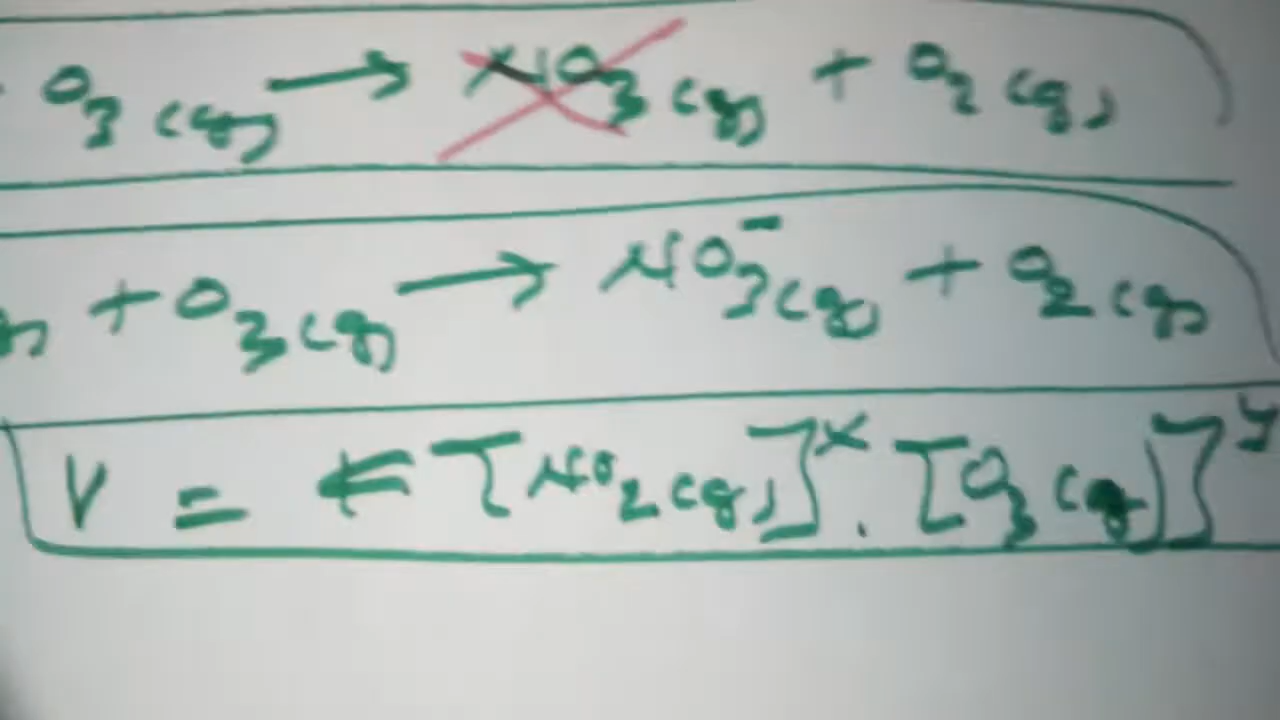 O₃(g) → NO₃(g) + O₂(g)
+ O₃(g) → NO₃⁻(g) + O₂(g)
V = k [NO₂(g)]ˣ . [O₃(g)]ʸ